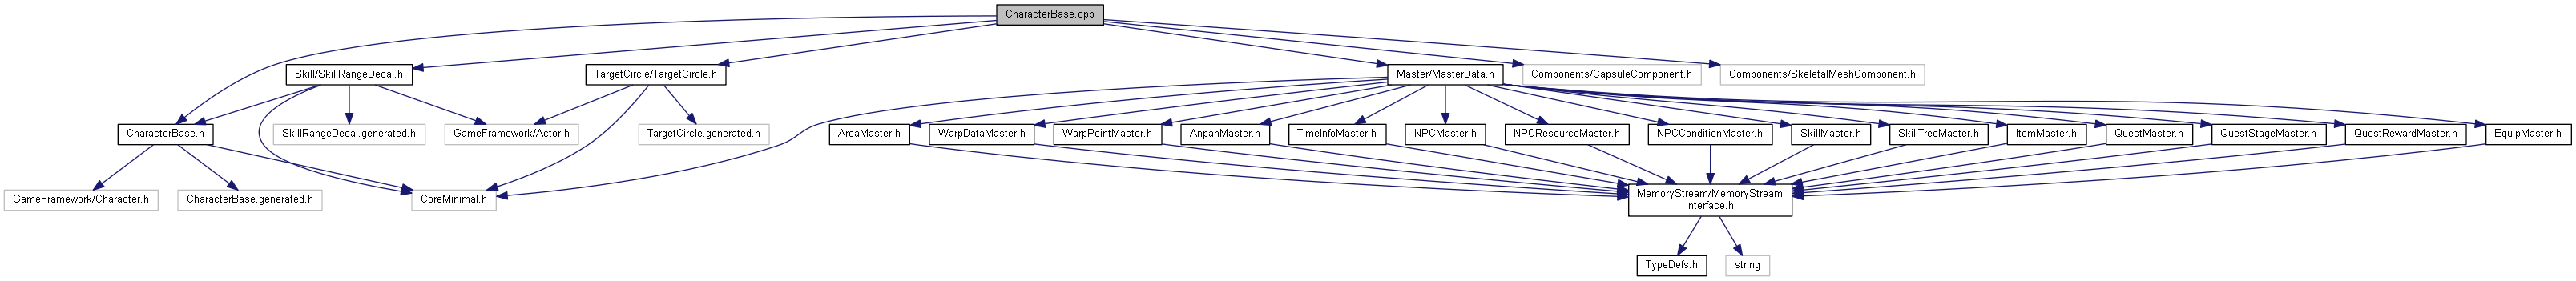 CharacterBase.cpp
Skill/SkillRangeDecal.h
TargetCircle/TargetCircle.h
Master/MasterData.h
Components/CapsuleComponent.h
Components/SkeletalMeshComponent.h
CharacterBase.h
SkillRangeDecal.generated.h
GameFramework/Actor.h
TargetCircle.generated.h
AreaMaster.h
WarpDataMaster.h
WarpPointMaster.h
AnpanMaster.h
TimeInfoMaster.h
NPCMaster.h
NPCResourceMaster.h
NPCConditionMaster.h
SkillMaster.h
SkillTreeMaster.h
ItemMaster.h
QuestMaster.h
QuestStageMaster.h
QuestRewardMaster.h
EquipMaster.h
GameFramework/Character.h
CharacterBase.generated.h
CoreMinimal.h
MemoryStream/MemoryStream
Interface.h
TypeDefs.h
string